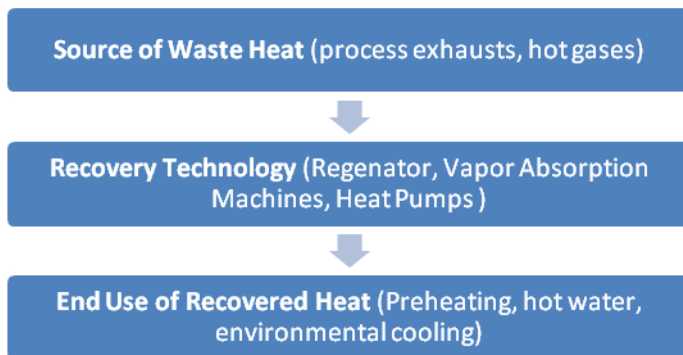 Source of Waste Heat (process exhausts, hot gases)
Recovery Technology (Regenator, Vapor Absorption
Machines, Heat Pumps )
End Use of Recovered Heat (Preheating, hot water,
environmental cooling)